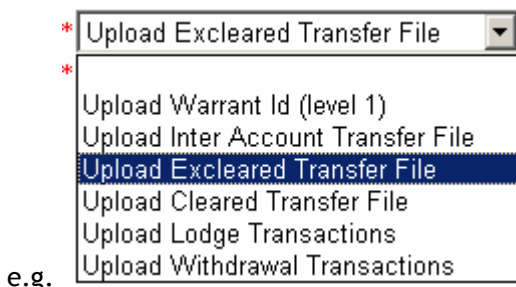 * Upload Excleared Transfer File
*
Upload Warrant Id (level 1)
Upload Inter Account Transfer File
Upload Excleared Transfer File
Upload Cleared Transfer File
Upload Lodge Transactions
e.g. Upload Withdrawal Transactions